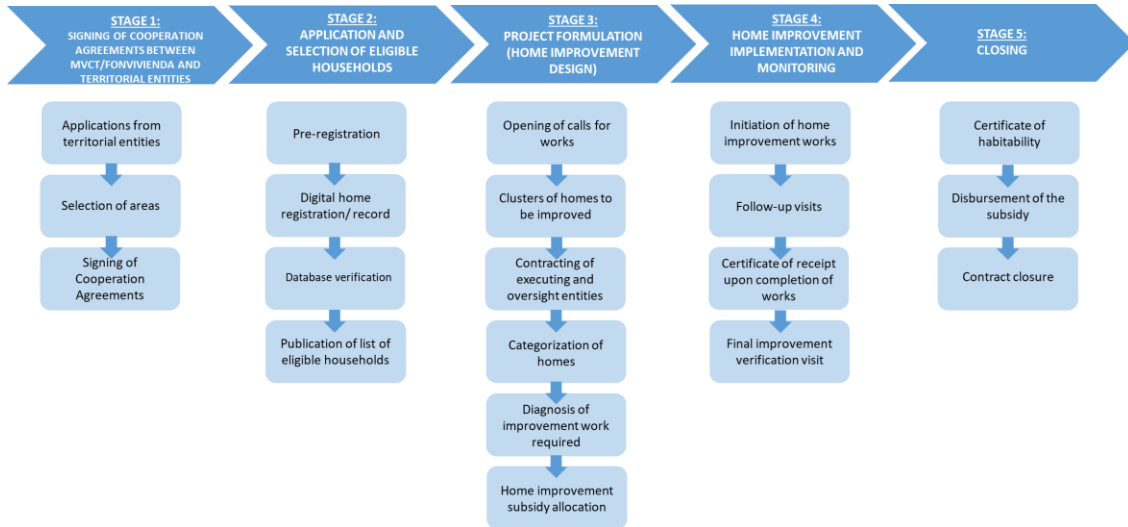 STAGE 1:
SIGNING OF COOPERATION
AGREEMENTS BETWEEN
MVCT/FONVIVIENDA AND
TERRITORIAL ENTITIES
STAGE 2:
APPLICATION AND
SELECTION OF ELIGIBLE
HOUSEHOLDS
STAGE 3:
PROJECT FORMULATION
(HOME IMPROVEMENT
DESIGN)
STAGE 4:
HOME IMPROVEMENT
IMPLEMENTATION AND
MONITORING
STAGE 5:
CLOSING
Applications from
territorial entities
Selection of areas
Signing of
Cooperation
Agreements
Pre-registration
Digital home
registration/ record
Database verification
Publication of list of
eligible households
Opening of calls for
works
Clusters of homes to
be improved
Contracting of
executing and
oversight entities
Categorization of
homes
Diagnosis of
improvement work
required
Home improvement
subsidy allocation
Initiation of home
improvement works
Follow-up visits
Certificate of receipt
upon completion of
works
Final improvement
verification visit
Certificate of
habitability
Disbursement of the
subsidy
Contract closure